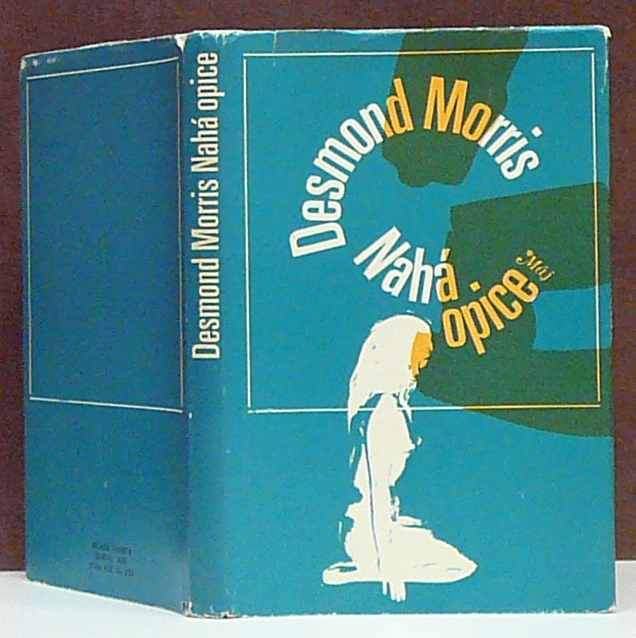 Desmond Morris Nahá opice
Desmond Morris
Nahá
opice
Máj